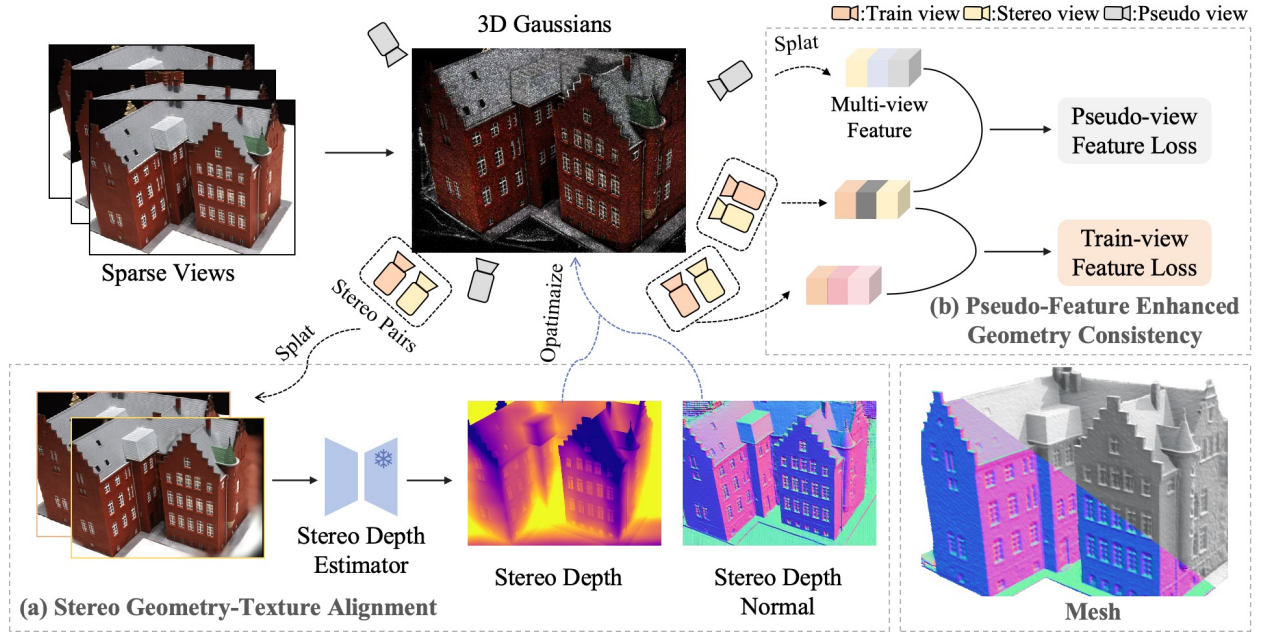 :Train view :Stereo view :Pseudo view
3D Gaussians
Splat
Multi-view
Feature
Pseudo-view
Feature Loss
Train-view
Feature Loss
(b) Pseudo-Feature Enhanced
Geometry Consistency
Sparse Views
Stereo Pairs
Splat
Opatimaize
Stereo Depth
Estimator
Stereo Depth
Stereo Depth
Normal
(a) Stereo Geometry-Texture Alignment
Mesh